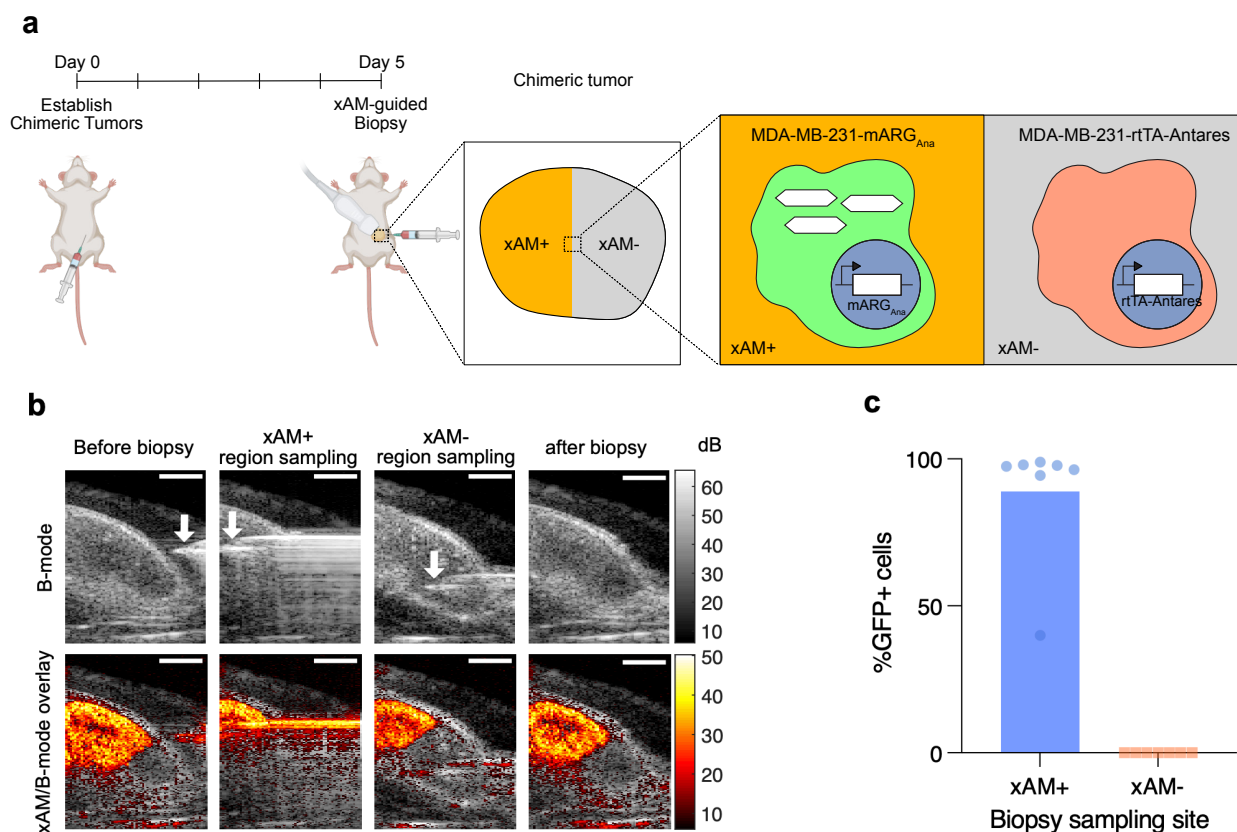 a
Day 0
Day 5
Establish
Chimeric Tumors
xAM-guided
Biopsy
Chimeric tumor
xAM+
xAM-
MDA-MB-231-mARGAna
mARGAna
xAM+
MDA-MB-231-rtTA-Antares
rtTA-Antares
xAM-
b
Before biopsy
xAM+
region sampling
xAM-
region sampling
after biopsy
dB
B-mode
60
50
40
30
20
10
xAM/B-mode overlay
50
40
30
20
10
c
%GFP+ cells
100
50
0
xAM+
xAM-
Biopsy sampling site